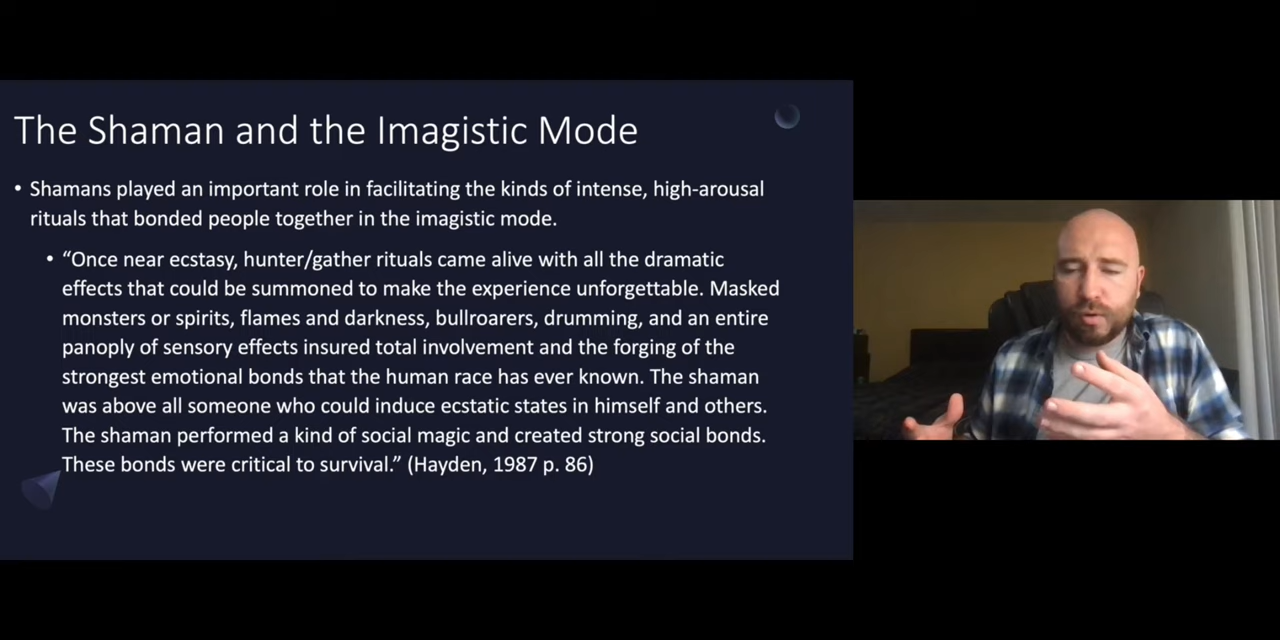 The Shaman and the Imagistic Mode
• Shamans played an important role in facilitating the kinds of intense, high-arousal
rituals that bonded people together in the imagistic mode.
• “Once near ecstasy, hunter/gather rituals came alive with all the dramatic
effects that could be summoned to make the experience unforgettable. Masked
monsters or spirits, flames and darkness, bullroarers, drumming, and an entire
panoply of sensory effects insured total involvement and the forging of the
strongest emotional bonds that the human race has ever known. The shaman
was above all someone who could induce ecstatic states in himself and others.
The shaman performed a kind of social magic and created strong social bonds.
These bonds were critical to survival.” (Hayden, 1987 p. 86)